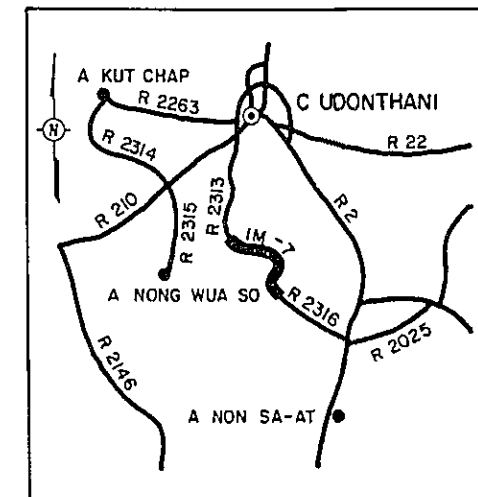 A KUT CHAP
R 2263
C UDONTHANI
N
R 2314
R 22
R 210
R 2315
R 2313
R 2
IM-7
A NONG WUA SO
R 2316
R 2025
R 2146
A NON SA-AT